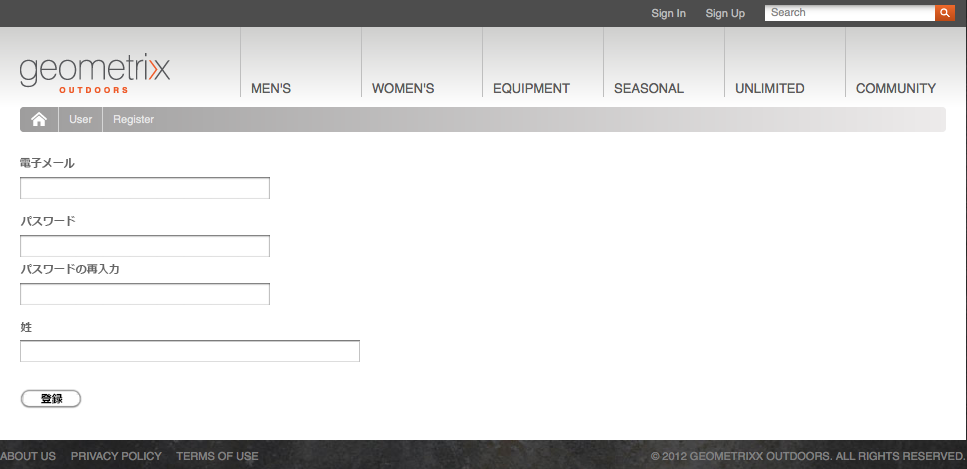 Sign In Sign Up Search
geometrixx
OUTDOORS
MEN'S WOMEN'S EQUIPMENT SEASONAL UNLIMITED COMMUNITY
User Register
電子メール
パスワード
パスワードの再入力
姓
登録
ABOUT US PRIVACY POLICY TERMS OF USE © 2012 GEOMETRIXX OUTDOORS. ALL RIGHTS RESERVED.